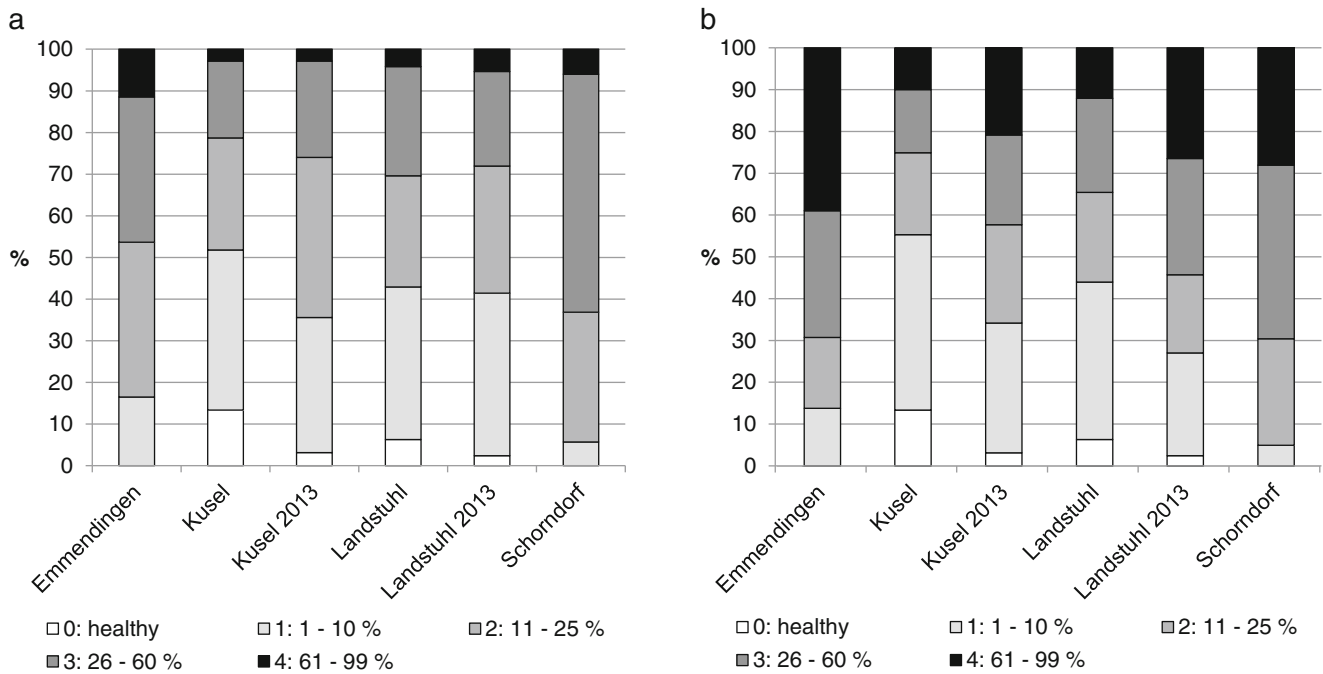 a
100
90
80
70
60
50
40
30
20
10
0
%
Emmendingen
Kusel
Kusel 2013
Landstuhl
Landstuhl 2013
Schorndorf
0: healthy 1: 1 - 10 % 2: 11 - 25 %
3: 26 - 60 % 4: 61 - 99 %
b
100
90
80
70
60
50
40
30
20
10
0
%
Emmendingen
Kusel
Kusel 2013
Landstuhl
Landstuhl 2013
Schorndorf
0: healthy 1: 1 - 10 % 2: 11 - 25 %
3: 26 - 60 % 4: 61 - 99 %